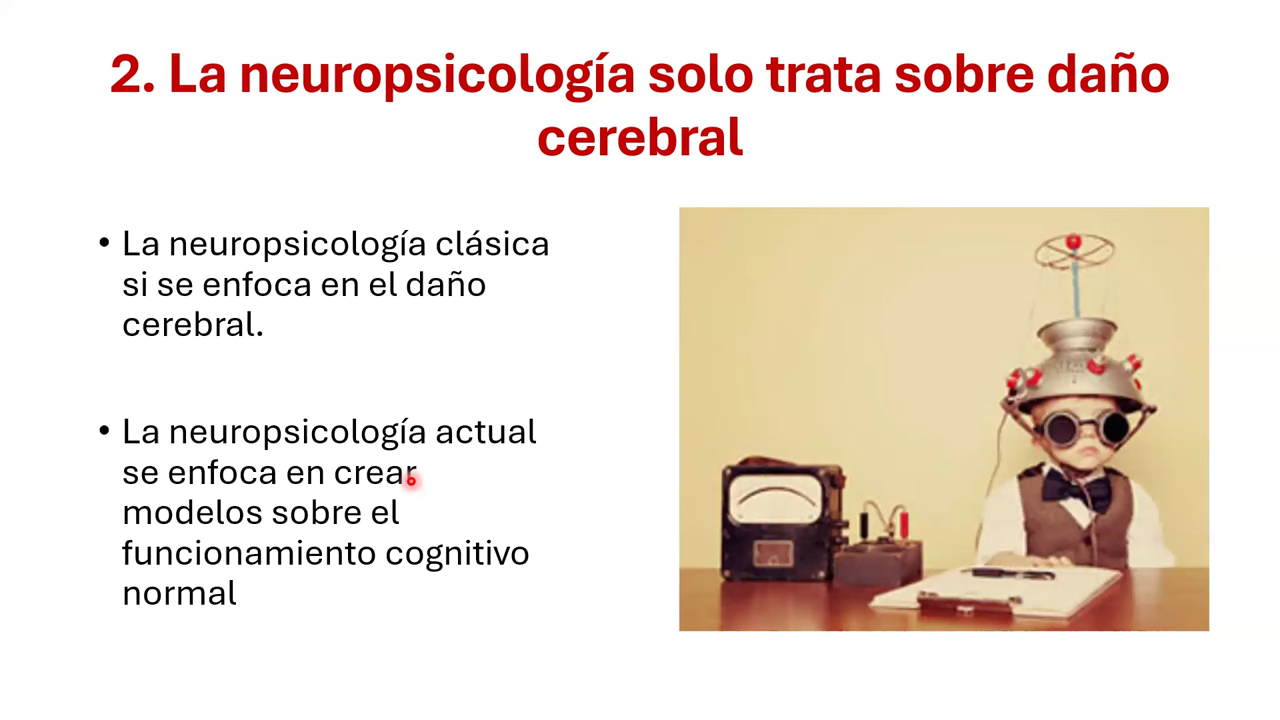 2. La neuropsicología solo trata sobre daño
cerebral
• La neuropsicología clásica
si se enfoca en el daño
cerebral.
• La neuropsicología actual
se enfoca en crear
modelos sobre el
funcionamiento cognitivo
normal